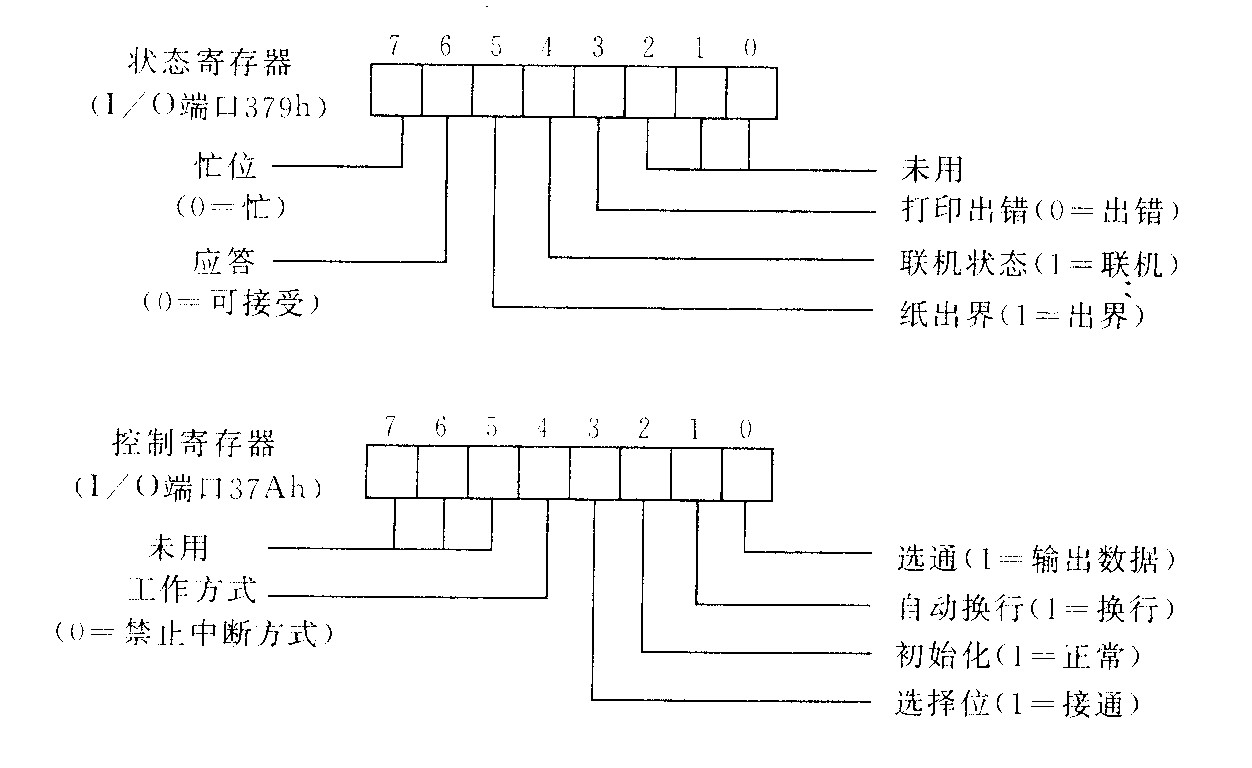 7 6 5 4 3 2 1 0
状态寄存器
(I/O端口379h)
忙位
(0=忙)
应答
(0=可接受)
未用
打印出错(0=出错)
联机状态(1=联机)
纸出界(1=出界)
7 6 5 4 3 2 1 0
控制寄存器
(I/O端口37Ah)
未用
工作方式
(0=禁止中断方式)
选通(1=输出数据)
自动换行(1=换行)
初始化(1=正常)
选择位(1=接通)